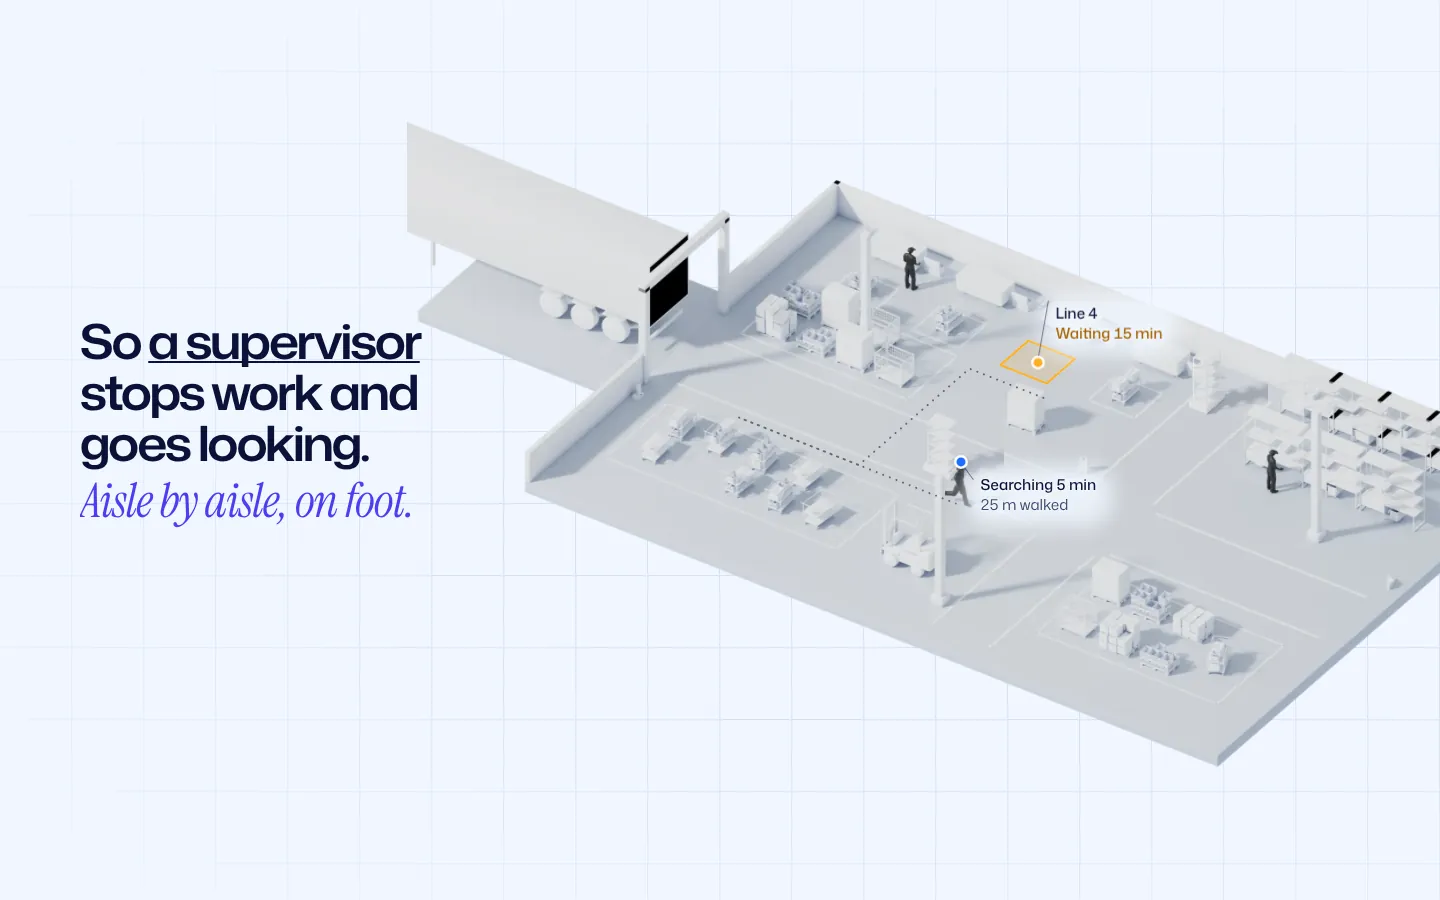 So a supervisor
stops work and
goes looking.
Aisle by aisle, on foot.
Line 4
Waiting 15 min
Searching 5 min
25 m walked